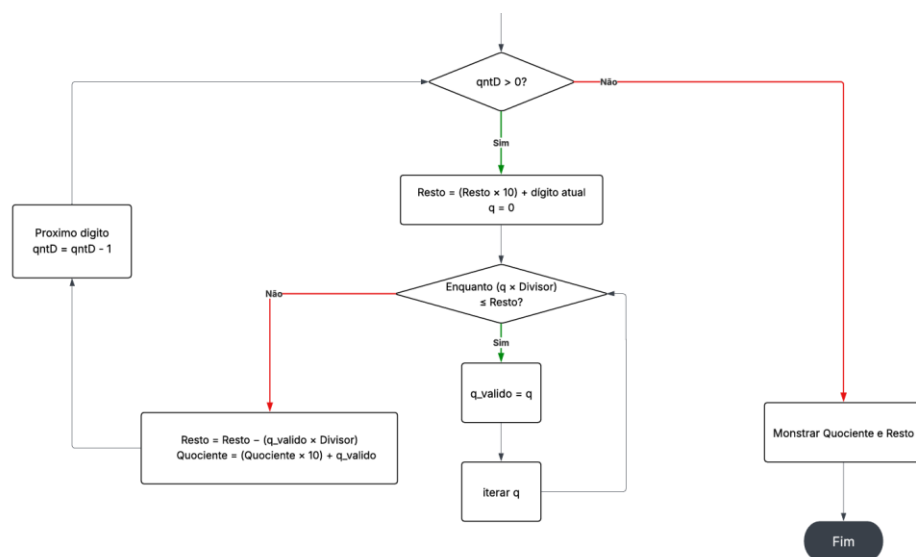 qntD > 0?
Não
Sim
Resto = (Resto × 10) + dígito atual
q = 0
Proximo digito
qntD = qntD - 1
Enquanto (q × Divisor)
≤ Resto?
Não
Sim
q_valido = q
Resto = Resto − (q_valido × Divisor)
Quociente = (Quociente × 10) + q_valido
Monstrar Quociente e Resto
iterar q
Fim